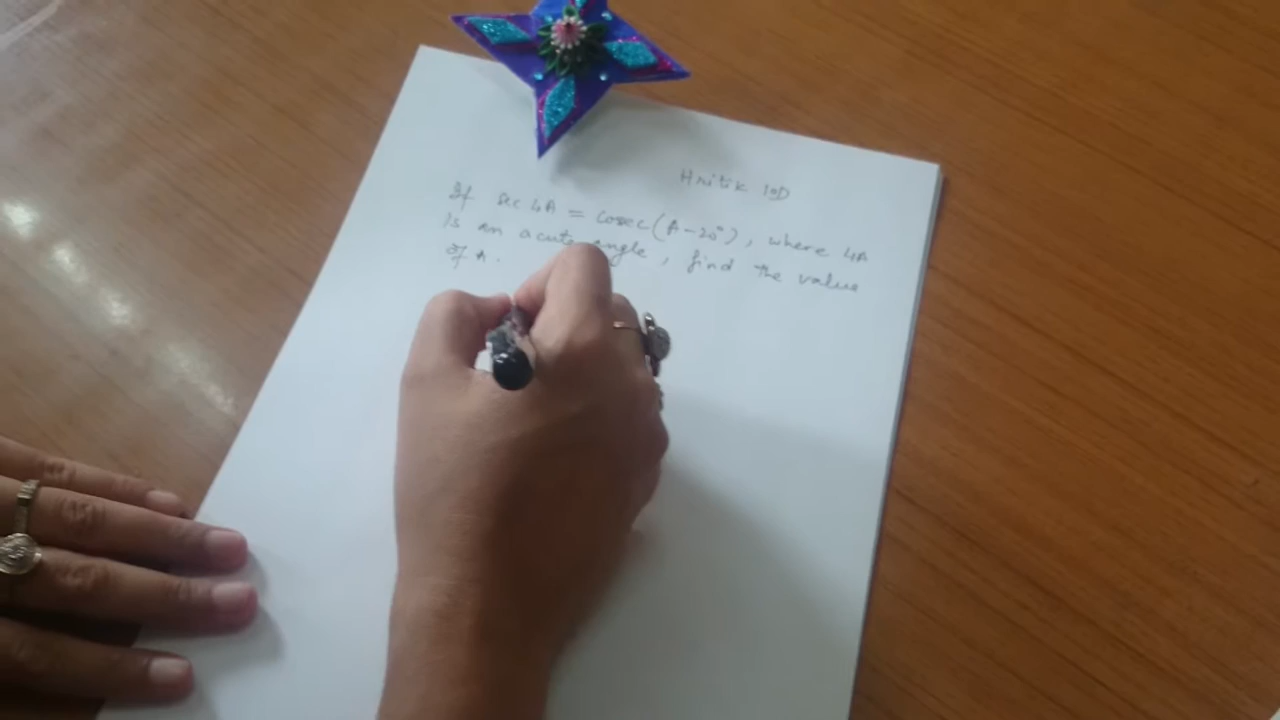 Hritik 10D
If sec 4A = Cosec (A - 20°), where 4A
is an acute angle, find the value
of A.